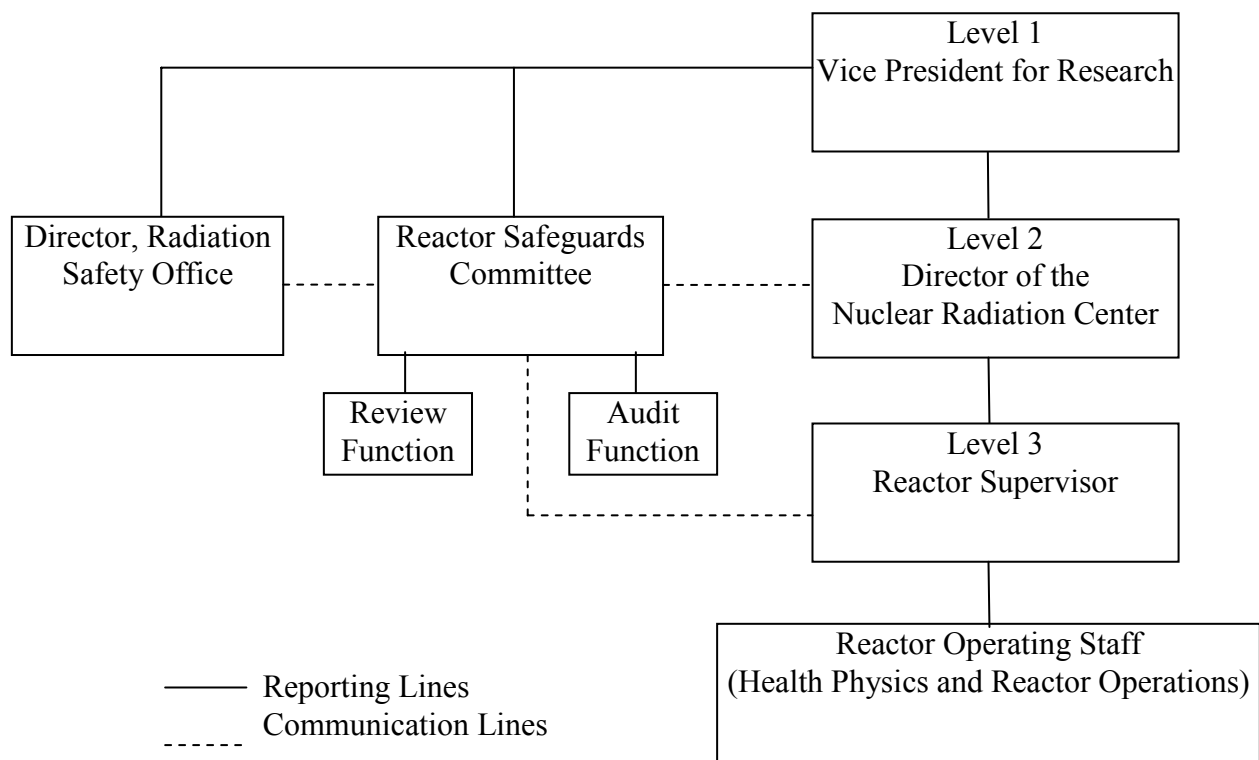 Level 1
Vice President for Research
Director, Radiation
Safety Office
Reactor Safeguards
Committee
Level 2
Director of the
Nuclear Radiation Center
Review
Function
Audit
Function
Level 3
Reactor Supervisor
Reactor Operating Staff
(Health Physics and Reactor Operations)
Reporting Lines
Communication Lines